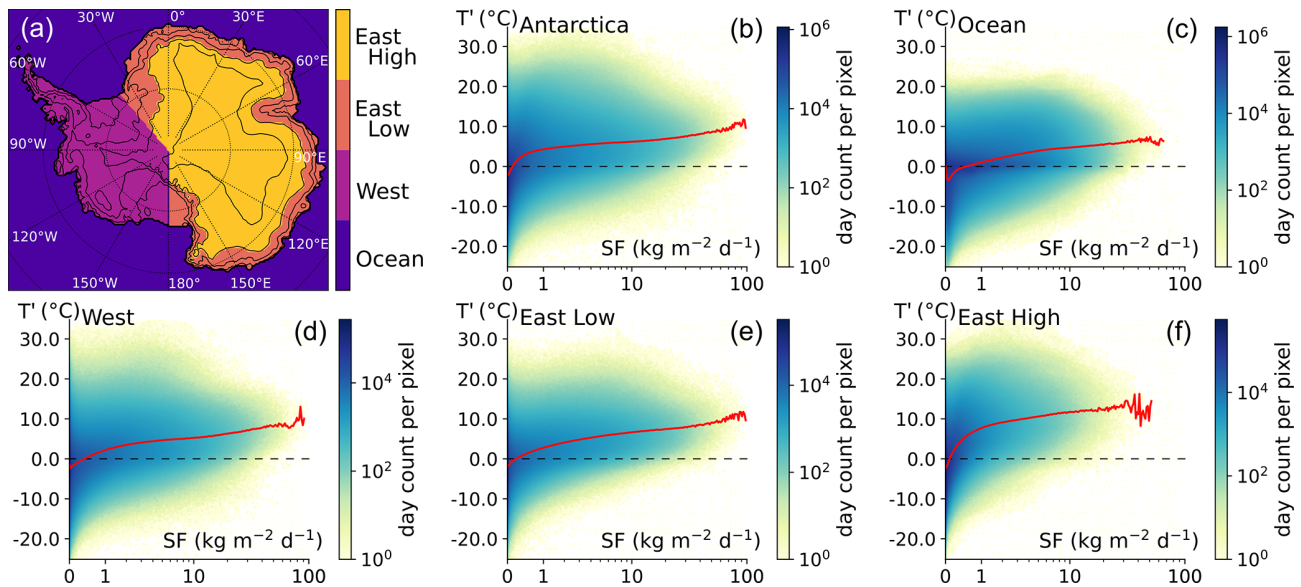 (a)
0°
30°W
30°E
60°W
60°E
90°W
90°E
120°W
120°E
150°W
180°
150°E
East
High
East
Low
West
Ocean
T' (°C)
Antarctica
(b)
30.0
20.0
10.0
0.0
-10.0
-20.0
SF (kg m⁻² d⁻¹)
0 1 10 100
10⁶
10⁴
10²
10⁰
day count per pixel
T' (°C)
Ocean
(c)
30.0
20.0
10.0
0.0
-10.0
-20.0
SF (kg m⁻² d⁻¹)
0 1 10 100
10⁶
10⁴
10²
10⁰
day count per pixel
T' (°C)
West
(d)
30.0
20.0
10.0
0.0
-10.0
-20.0
SF (kg m⁻² d⁻¹)
0 1 10 100
10⁴
10²
10⁰
day count per pixel
T' (°C)
East Low
(e)
30.0
20.0
10.0
0.0
-10.0
-20.0
SF (kg m⁻² d⁻¹)
0 1 10 100
10⁴
10²
10⁰
day count per pixel
T' (°C)
East High
(f)
30.0
20.0
10.0
0.0
-10.0
-20.0
SF (kg m⁻² d⁻¹)
0 1 10 100
10⁴
10²
10⁰
day count per pixel